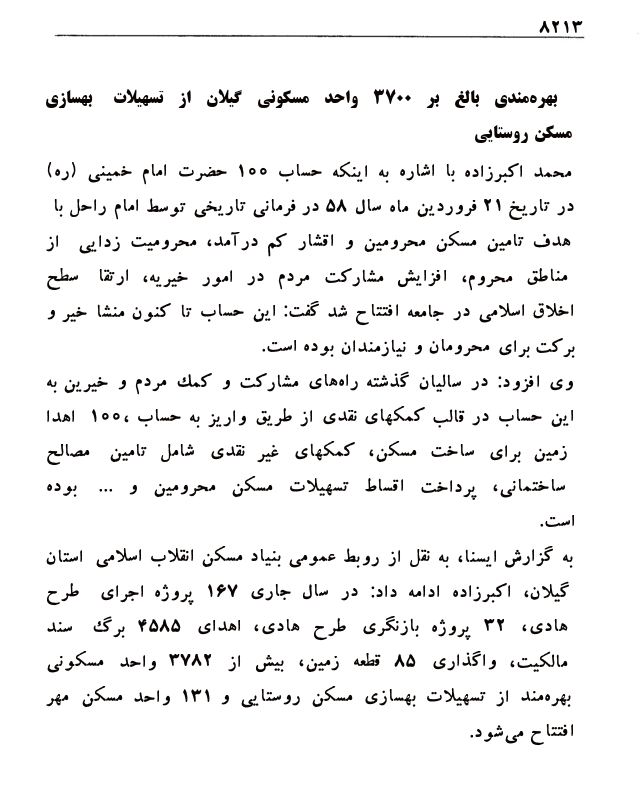 ۸۲۱۳
بهره‌مندی بالغ بر ۳۷۰۰ واحد مسکونی گیلان از تسهیلات بهسازی
مسکن روستایی
محمد اکبرزاده با اشاره به اینکه حساب ۱۰۰ حضرت امام خمینی (ره)
در تاریخ ۲۱ فروردین ماه سال ۵۸ در فرمانی تاریخی توسط امام راحل با
هدف تامین مسکن محرومین و اقشار کم درآمد، محرومیت زدایی از
مناطق محروم، افزایش مشارکت مردم در امور خیریه، ارتقا سطح
اخلاق اسلامی در جامعه افتتاح شد گفت: این حساب تا کنون منشا خیر و
برکت برای محرومان و نیازمندان بوده است.
وی افزود: در سالیان گذشته راه‌های مشارکت و کمك مردم و خیرین به
این حساب در قالب کمکهای نقدی از طریق واریز به حساب ۱۰۰، اهدا
زمین برای ساخت مسکن، کمکهای غیر نقدی شامل تامین مصالح
ساختمانی، پرداخت اقساط تسهیلات مسکن محرومین و ... بوده
است.
به گزارش ایسنا، به نقل از روبط عمومی بنیاد مسکن انقلاب اسلامی استان
گیلان، اکبرزاده ادامه داد: در سال جاری ۱۶۷ پروژه اجرای طرح
هادی، ۳۲ پروژه بازنگری طرح هادی، اهدای ۴۵۸۵ برگ سند
مالکیت، واگذاری ۸۵ قطعه زمین، بیش از ۳۷۸۲ واحد مسکونی
بهره‌مند از تسهیلات بهسازی مسکن روستایی و ۱۳۱ واحد مسکن مهر
افتتاح می‌شود.